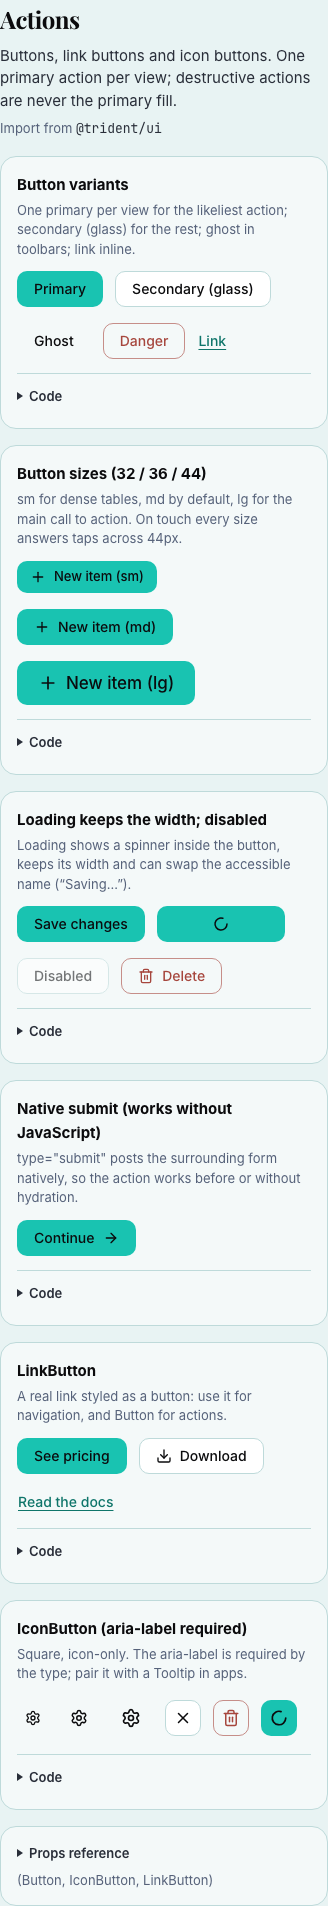 Actions
Buttons, link buttons and icon buttons. One
primary action per view; destructive actions
are never the primary fill.
Import from @trident/ui
Button variants
One primary per view for the likeliest action;
secondary (glass) for the rest; ghost in
toolbars; link inline.
Primary Secondary (glass)
Ghost Danger Link
Code
Button sizes (32 / 36 / 44)
sm for dense tables, md by default, lg for the
main call to action. On touch every size
answers taps across 44px.
New item (sm)
New item (md)
New item (lg)
Code
Loading keeps the width; disabled
Loading shows a spinner inside the button,
keeps its width and can swap the accessible
name (“Saving…”).
Save changes
Disabled Delete
Code
Native submit (works without
JavaScript)
type="submit" posts the surrounding form
natively, so the action works before or without
hydration.
Continue
Code
LinkButton
A real link styled as a button: use it for
navigation, and Button for actions.
See pricing Download
Read the docs
Code
IconButton (aria-label required)
Square, icon-only. The aria-label is required by
the type; pair it with a Tooltip in apps.
Code
Props reference
(Button, IconButton, LinkButton)